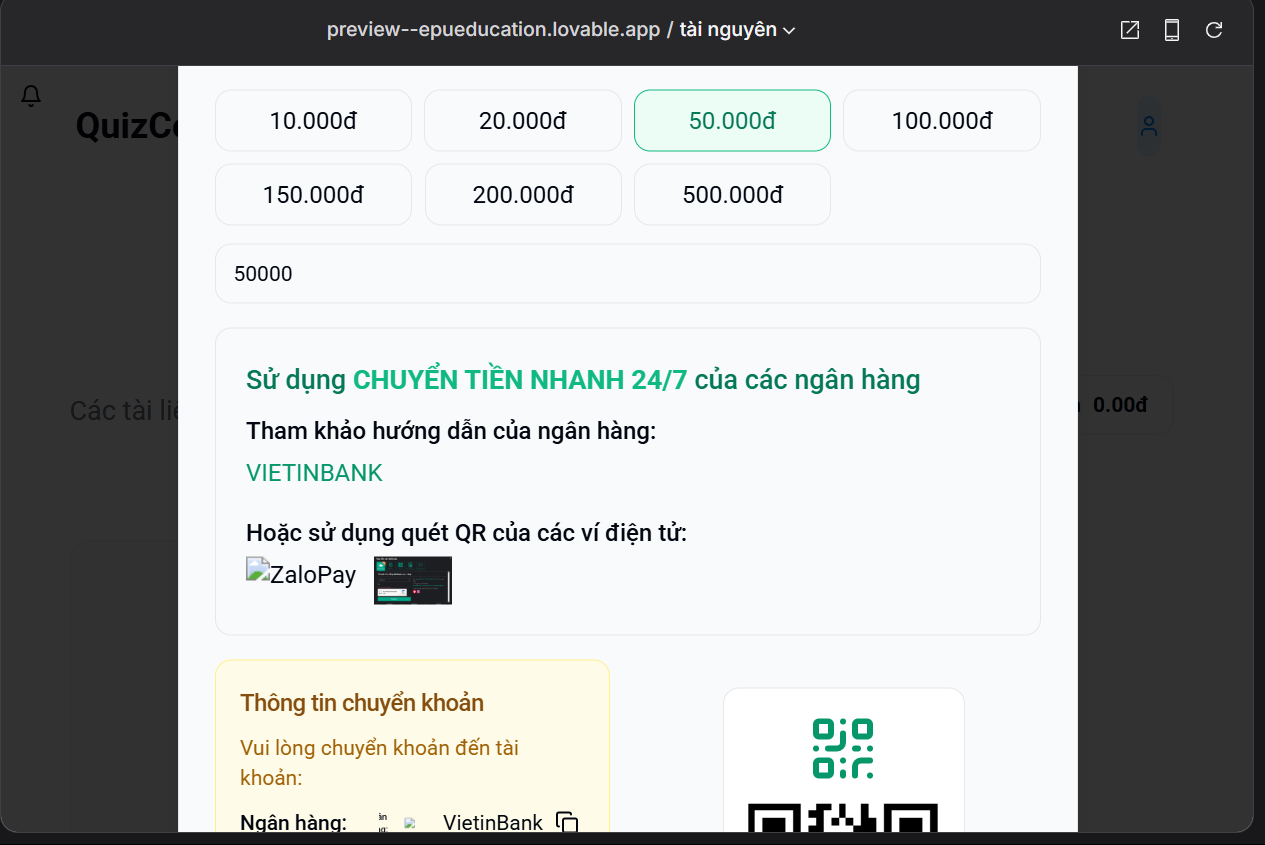 preview--epueducation.lovable.app / tài nguyên
QuizCo
10.000đ
20.000đ
50.000đ
100.000đ
150.000đ
200.000đ
500.000đ
50000
Sử dụng CHUYỂN TIỀN NHANH 24/7 của các ngân hàng
Tham khảo hướng dẫn của ngân hàng:
VIETINBANK
Các tài liệ
0.00đ
Hoặc sử dụng quét QR của các ví điện tử:
ZaloPay
Thông tin chuyển khoản
Vui lòng chuyển khoản đến tài
khoản:
Ngân hàng:
VietinBank